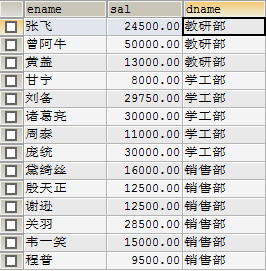 ename sal dname
张飞 24500.00 教研部
曾阿牛 50000.00 教研部
黄盖 13000.00 教研部
甘宁 8000.00 学工部
刘备 29750.00 学工部
诸葛亮 30000.00 学工部
周泰 11000.00 学工部
庞统 30000.00 学工部
黛绮丝 16000.00 销售部
殷天正 12500.00 销售部
谢逊 12500.00 销售部
关羽 28500.00 销售部
韦一笑 15000.00 销售部
程普 9500.00 销售部